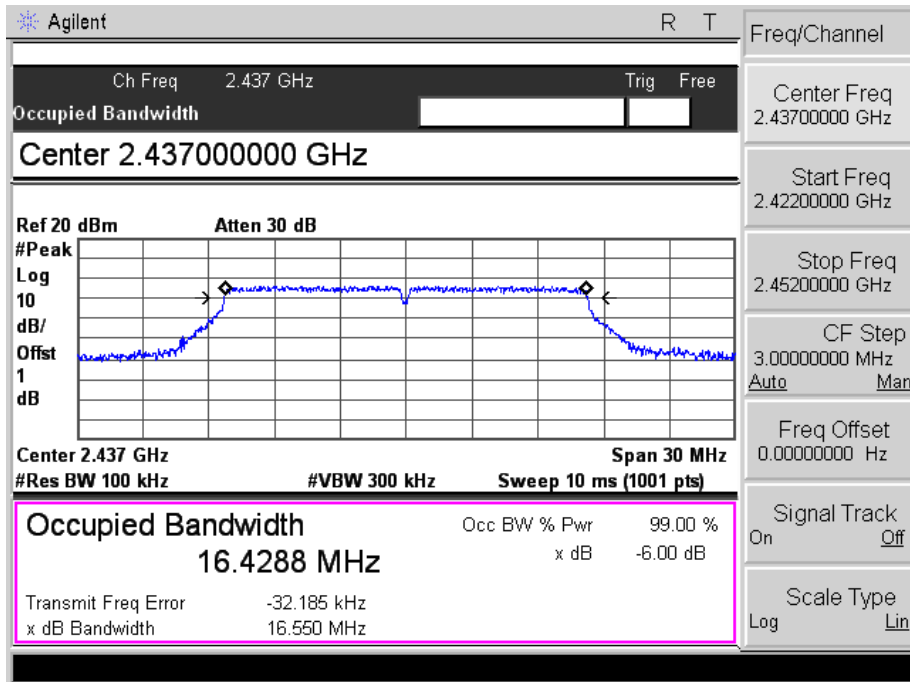 Agilent R T
Ch Freq 2.437 GHz Trig Free
Occupied Bandwidth
Center 2.437000000 GHz
Ref 20 dBm Atten 30 dB
#Peak
Log
10
dB/
Offst
1
dB
Center 2.437 GHz Span 30 MHz
#Res BW 100 kHz #VBW 300 kHz Sweep 10 ms (1001 pts)
Occupied Bandwidth Occ BW % Pwr 99.00 %
16.4288 MHz x dB -6.00 dB
Transmit Freq Error -32.185 kHz
x dB Bandwidth 16.550 MHz
Freq/Channel
Center Freq
2.43700000 GHz
Start Freq
2.42200000 GHz
Stop Freq
2.45200000 GHz
CF Step
3.00000000 MHz
Auto Man
Freq Offset
0.00000000 Hz
Signal Track
On Off
Scale Type
Log Lin